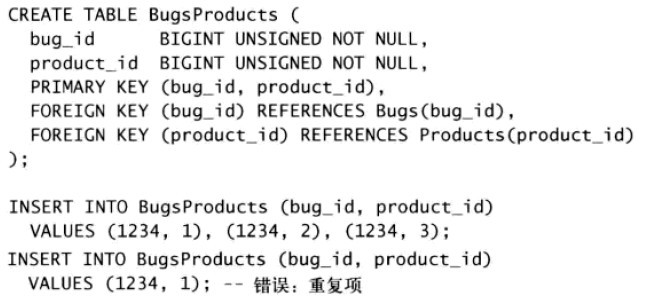 CREATE TABLE BugsProducts (
bug_id BIGINT UNSIGNED NOT NULL,
product_id BIGINT UNSIGNED NOT NULL,
PRIMARY KEY (bug_id, product_id),
FOREIGN KEY (bug_id) REFERENCES Bugs(bug_id),
FOREIGN KEY (product_id) REFERENCES Products(product_id)
);
INSERT INTO BugsProducts (bug_id, product_id)
VALUES (1234, 1), (1234, 2), (1234, 3);
INSERT INTO BugsProducts (bug_id, product_id)
VALUES (1234, 1); -- 错误：重复项